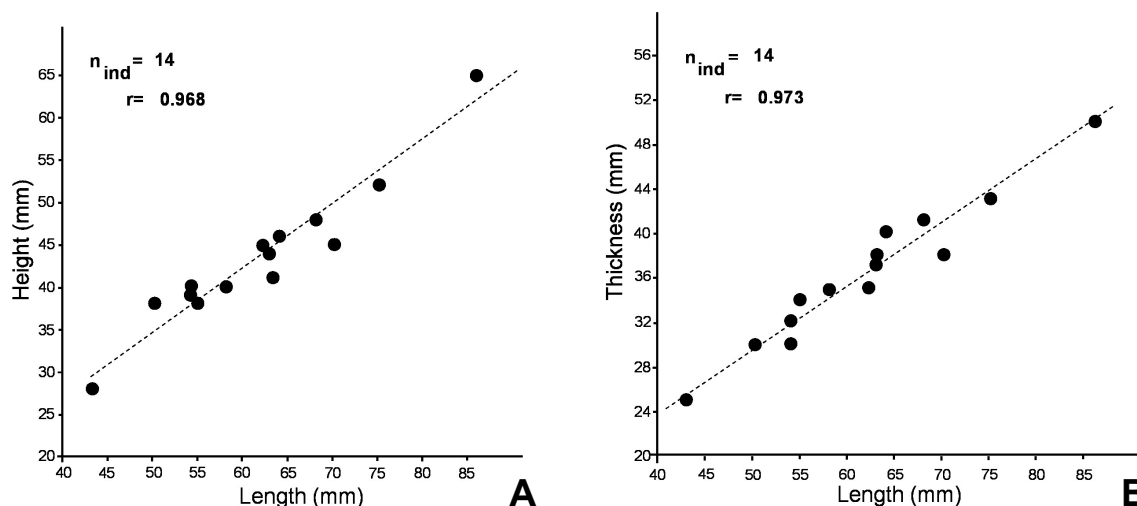 n ind = 14
r= 0.968
Height (mm)
65
60
55
50
45
40
35
30
25
20
40 45 50 55 60 65 70 75 80 85
Length (mm)
A
n ind = 14
r= 0.973
Thickness (mm)
56
52
48
44
40
36
32
28
24
20
40 45 50 55 60 65 70 75 80 85
Length (mm)